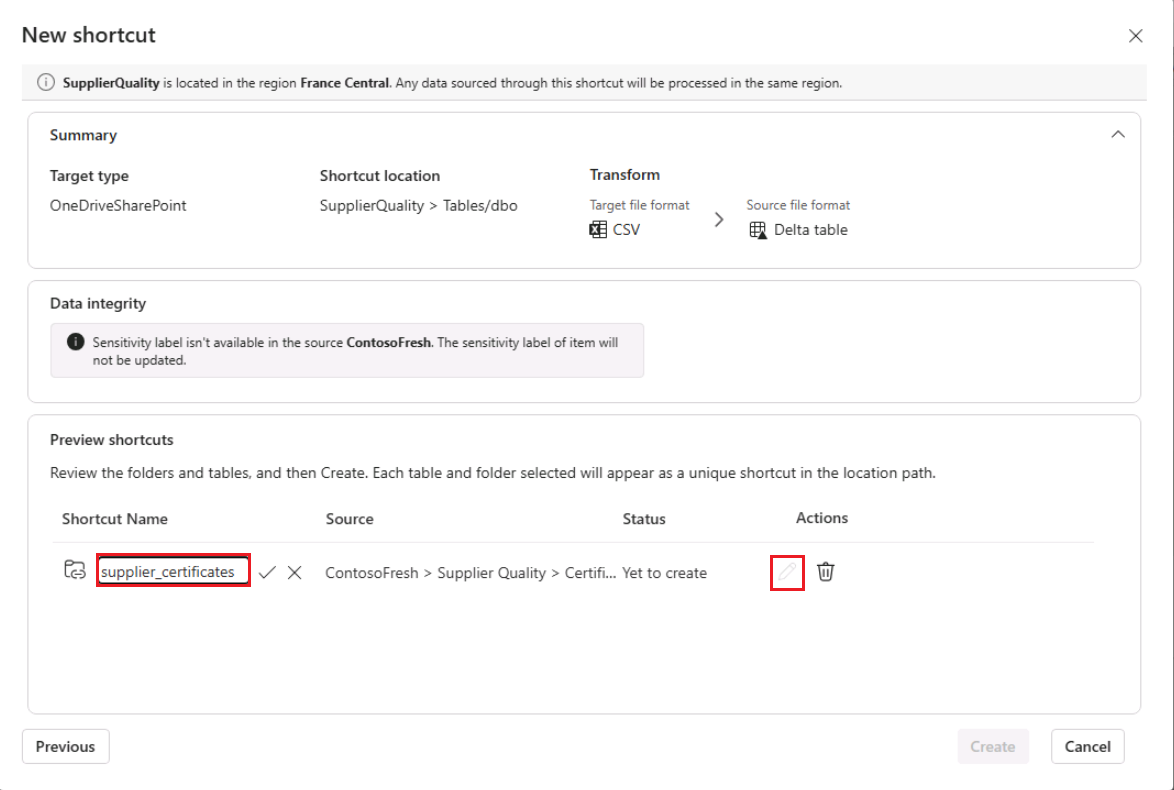 New shortcut
SupplierQuality is located in the region France Central. Any data sourced through this shortcut will be processed in the same region.
Summary
Target type
Shortcut location
Transform
OneDriveSharePoint
SupplierQuality > Tables/dbo
Target file format
Source file format
CSV
Delta table
Data integrity
Sensitivity label isn't available in the source ContosoFresh. The sensitivity label of item will
not be updated.
Preview shortcuts
Review the folders and tables, and then Create. Each table and folder selected will appear as a unique shortcut in the location path.
Shortcut Name
Source
Status
Actions
supplier_certificates
ContosoFresh > Supplier Quality > Certifi...
Yet to create
Previous
Create
Cancel